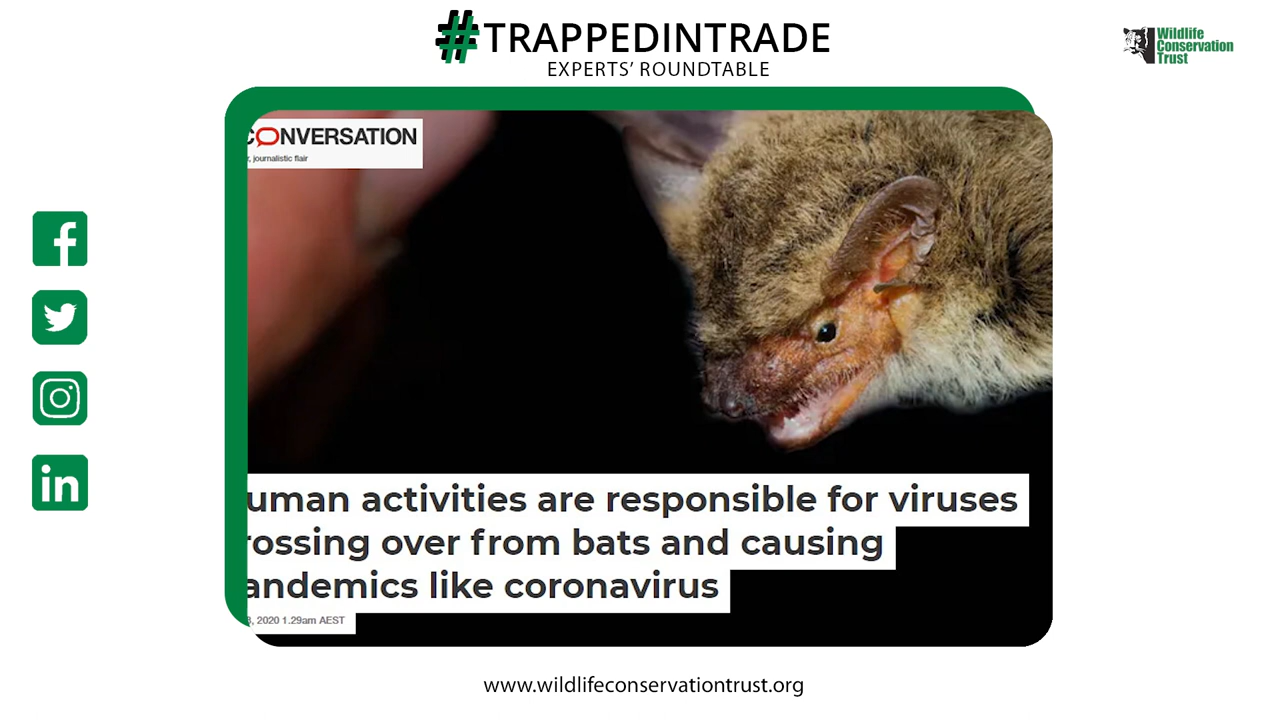 #TRAPPEDINTRADE
EXPERTS’ ROUNDTABLE
Wildlife
Conservation
Trust
CONVERSATION
r, journalistic flair
uman activities are responsible for viruses
rossing over from bats and causing
andemics like coronavirus
, 2020 1.29am AEST
www.wildlifeconservationtrust.org